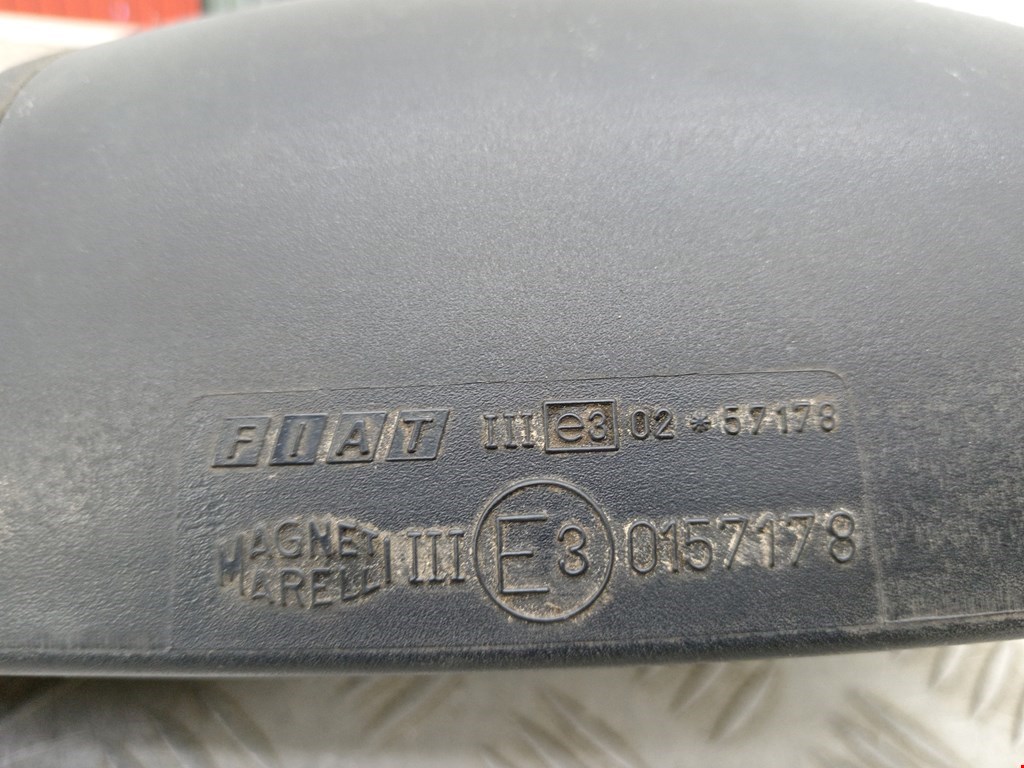 FIAT III e3 02 * 57178
MAGNETI MARELLI III E3 0157178